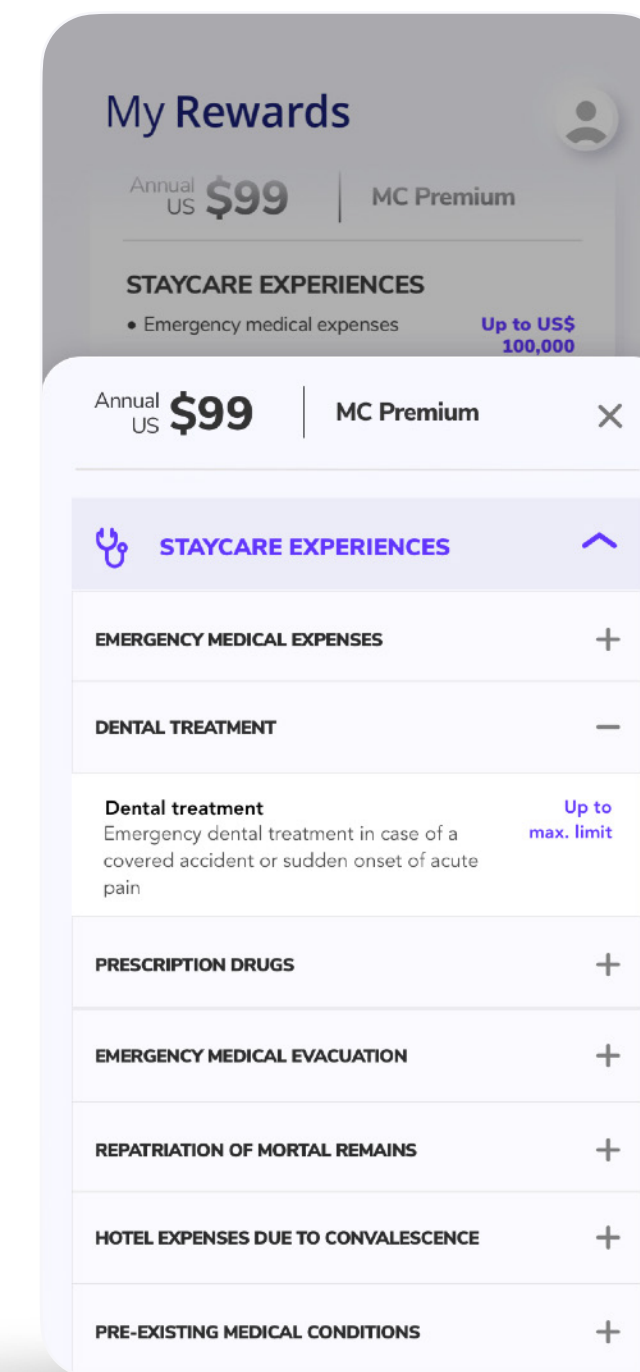 My Rewards
Annual US $99 MC Premium
STAYCARE EXPERIENCES
• Emergency medical expenses Up to US$ 100,000
Annual US $99 MC Premium
STAYCARE EXPERIENCES
EMERGENCY MEDICAL EXPENSES
DENTAL TREATMENT
Dental treatment Up to
Emergency dental treatment in case of a max. limit
covered accident or sudden onset of acute
pain
PRESCRIPTION DRUGS
EMERGENCY MEDICAL EVACUATION
REPATRIATION OF MORTAL REMAINS
HOTEL EXPENSES DUE TO CONVALESCENCE
PRE-EXISTING MEDICAL CONDITIONS